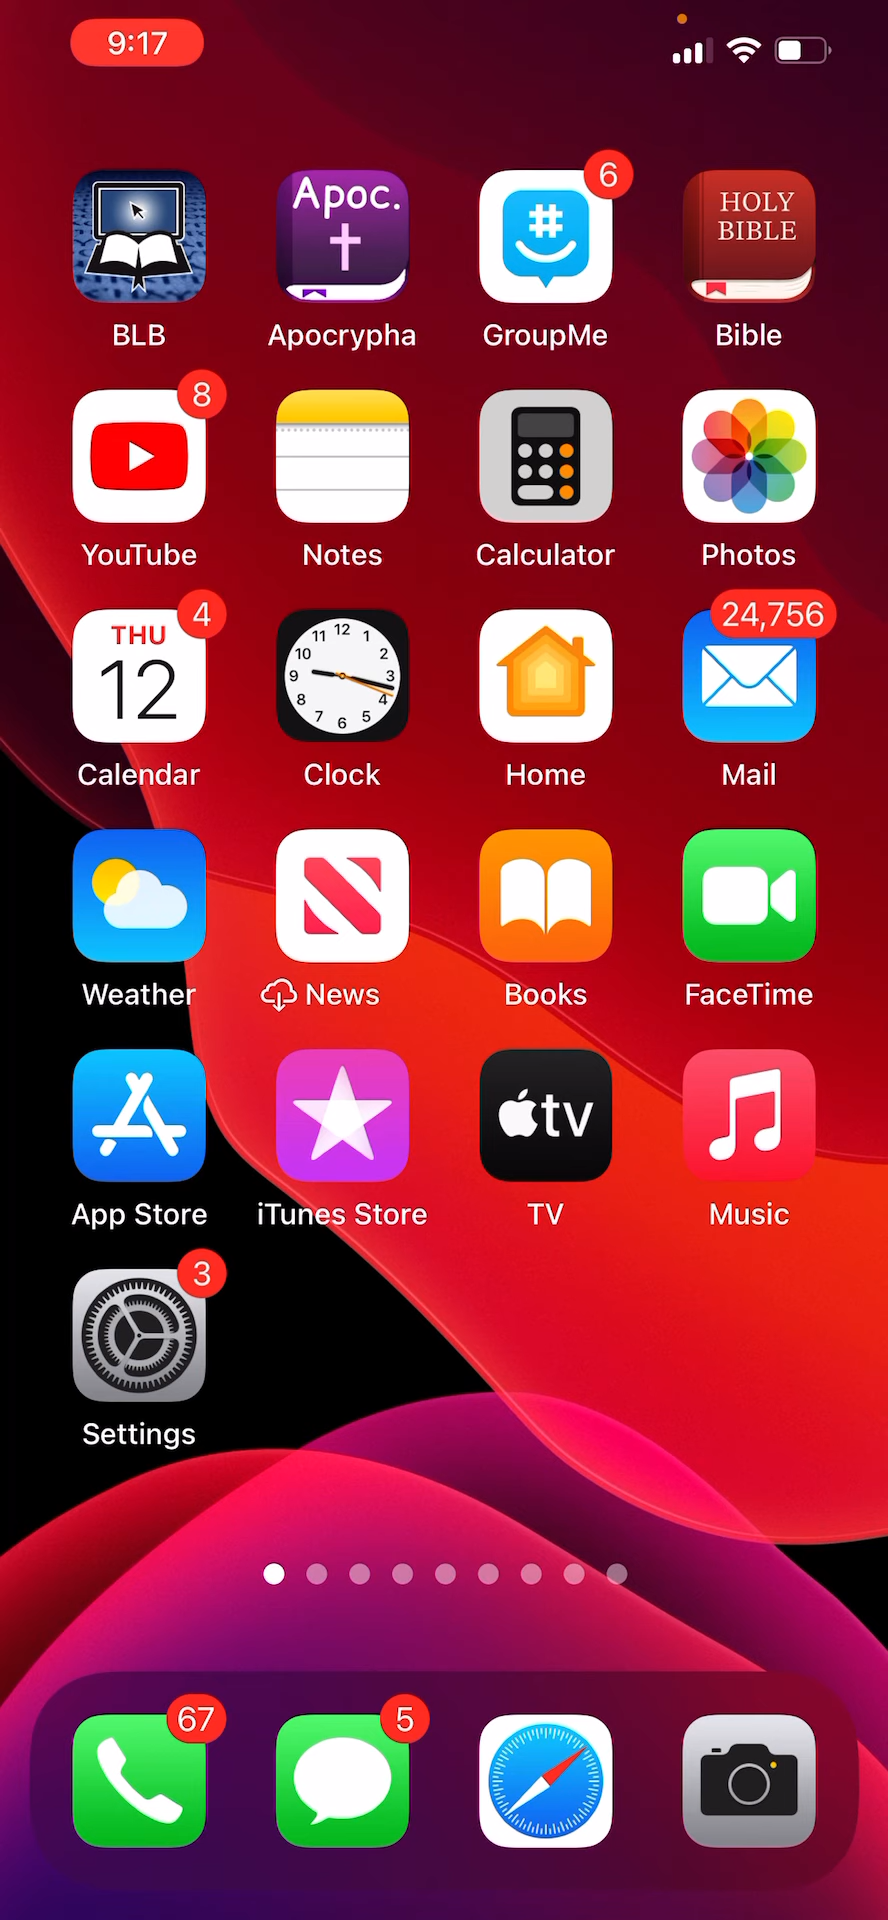 9:17
Apoc.
6
HOLY
BIBLE
BLB
Apocrypha
GroupMe
Bible
8
YouTube
Notes
Calculator
Photos
THU
12
4
12
1
2
3
4
5
6
7
8
9
10
11
24,756
Calendar
Clock
Home
Mail
Weather
News
Books
FaceTime
tv
App Store
iTunes Store
TV
Music
3
Settings
67
5